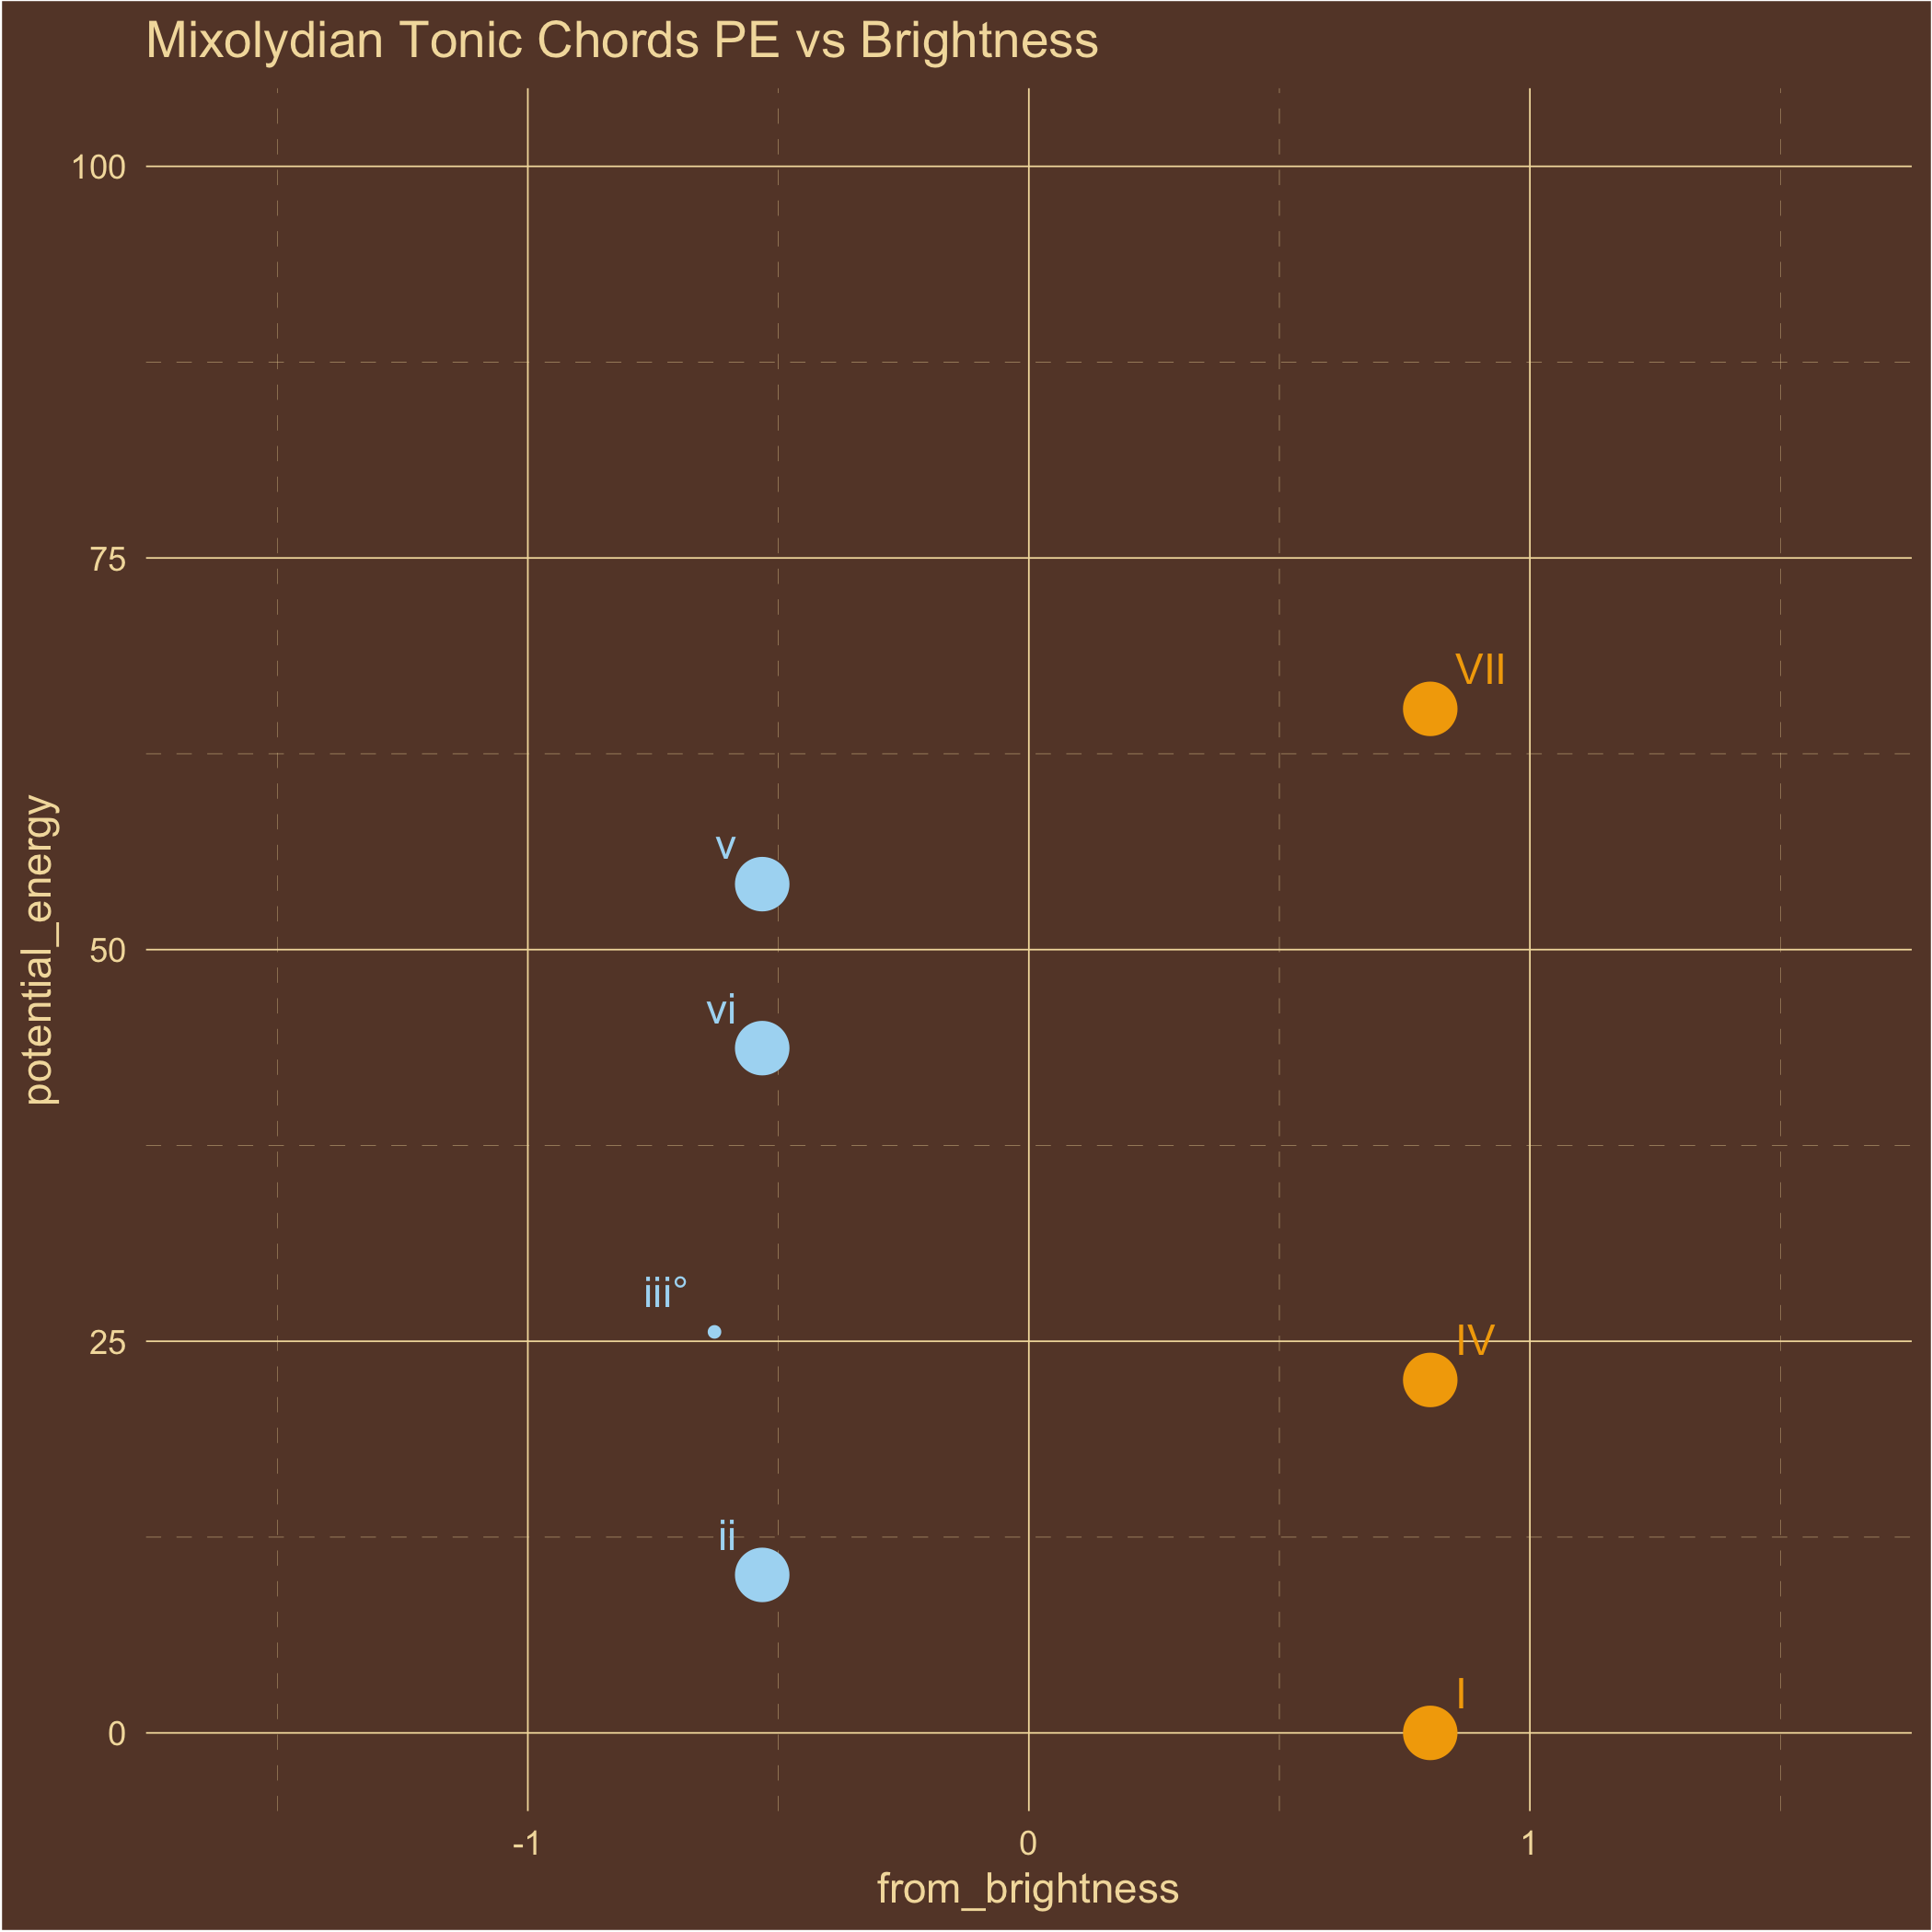 Mixolydian Tonic Chords PE vs Brightness
100
75
50
25
0
potential_energy
VII
v
vi
iii°
IV
ii
I
-1
0
1
from_brightness